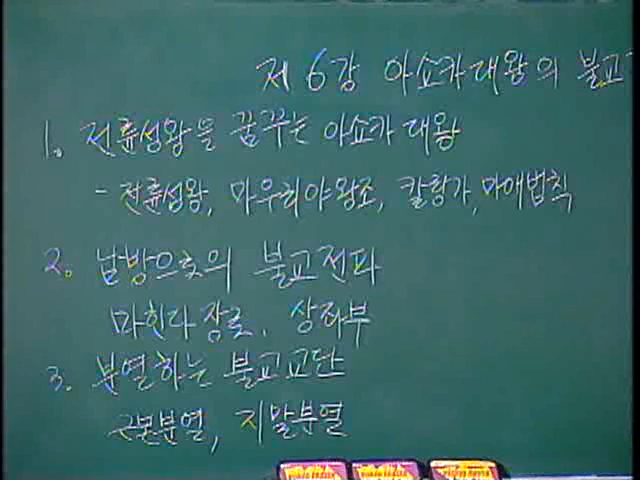 제 6강 아쇼카대왕의 불교
1. 전륜성왕을 꿈꾸는 아쇼카 대왕
- 전륜성왕, 마우리야왕조, 칼링가, 마애법칙
2. 남방으로의 불교전파
마힌다 장로, 상좌부
3. 분열하는 불교교단
근본분열, 지말분열